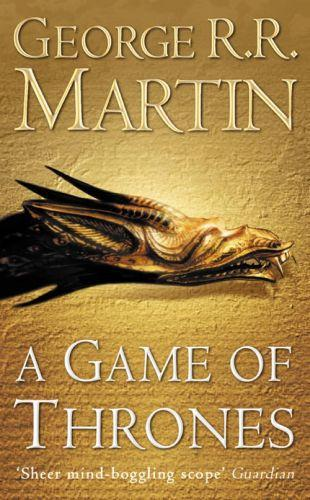 GEORGE R.R.
MARTIN
A GAME OF
THRONES
‘Sheer mind-boggling scope’ Guardian